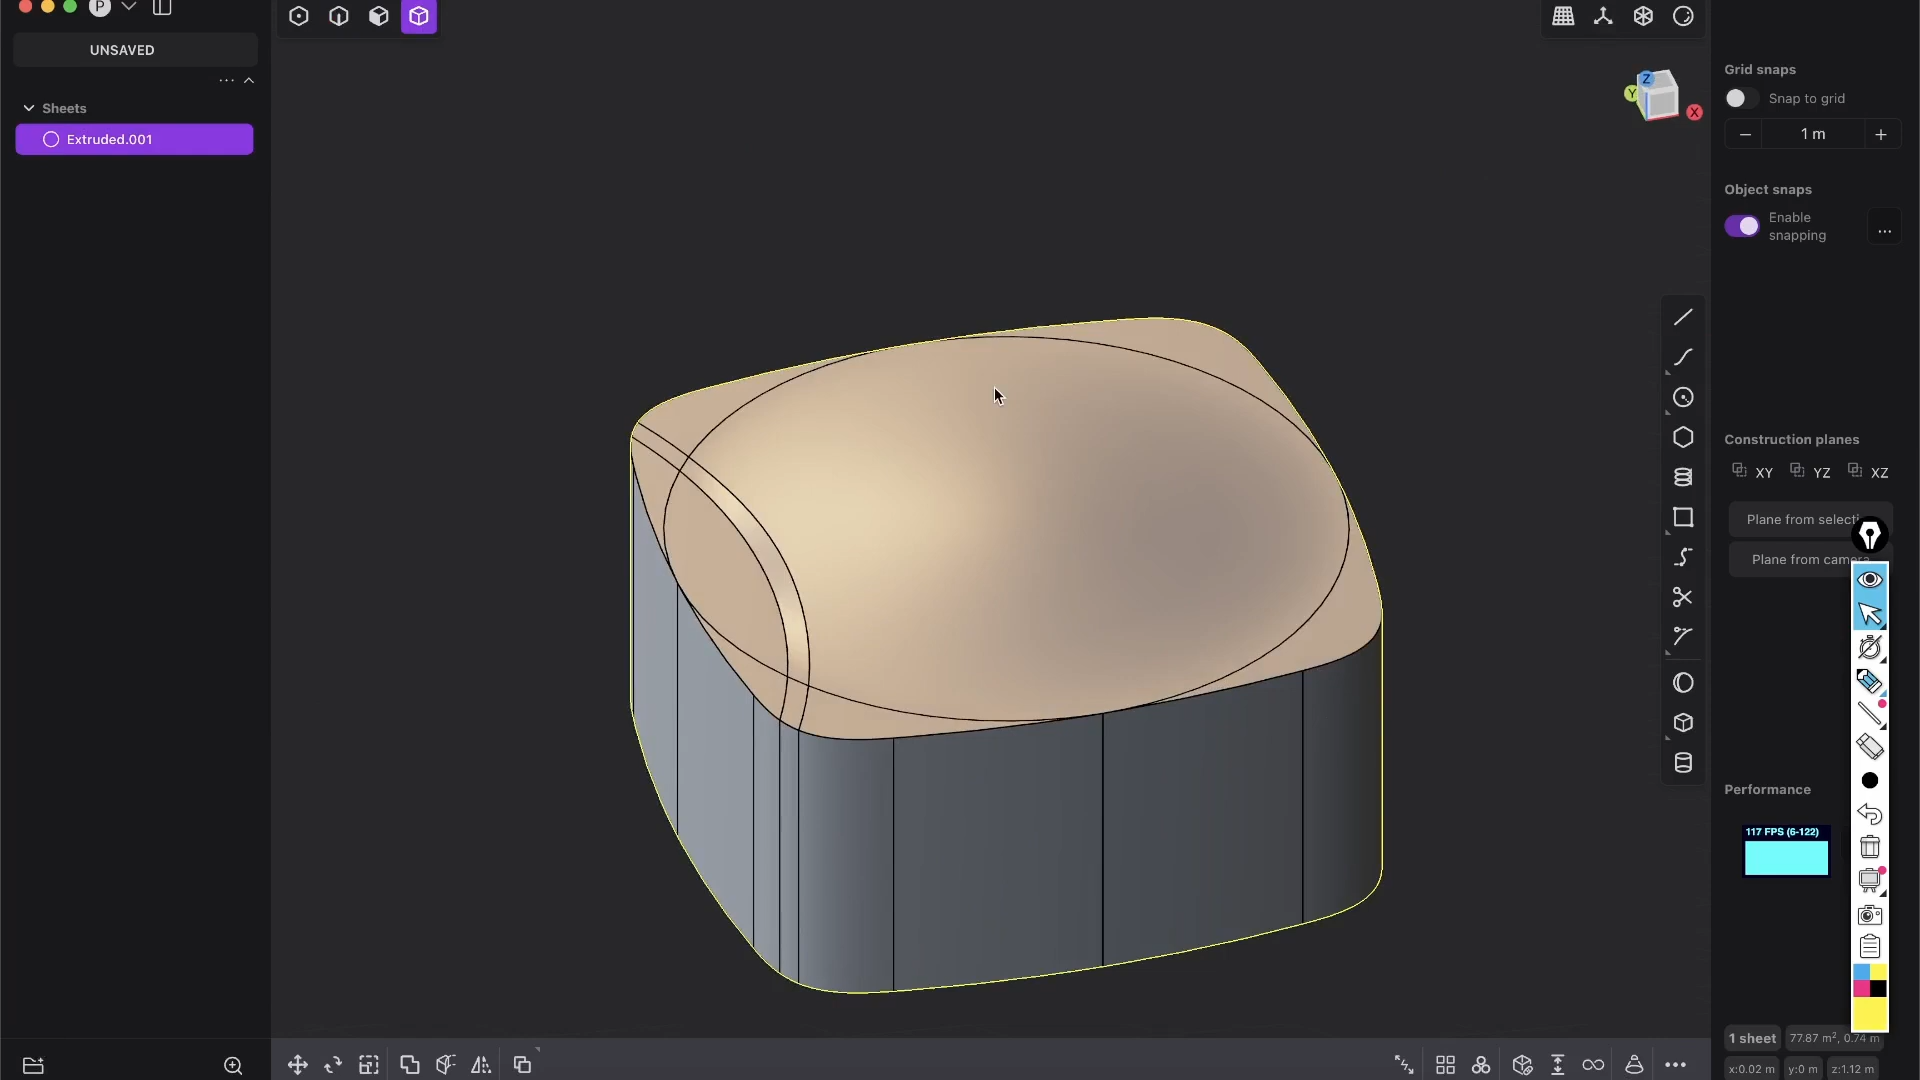 P
UNSAVED
Sheets
Extruded.001
Z
Y
X
Grid snaps
Snap to grid
1 m
Object snaps
Enable
snapping
...
Construction planes
XY
YZ
XZ
Plane from selecti
Plane from camera
Performance
117 FPS (6-122)
1 sheet
77.87 m², 0.74 m
x:0.02 m
y:0 m
z:1.12 m